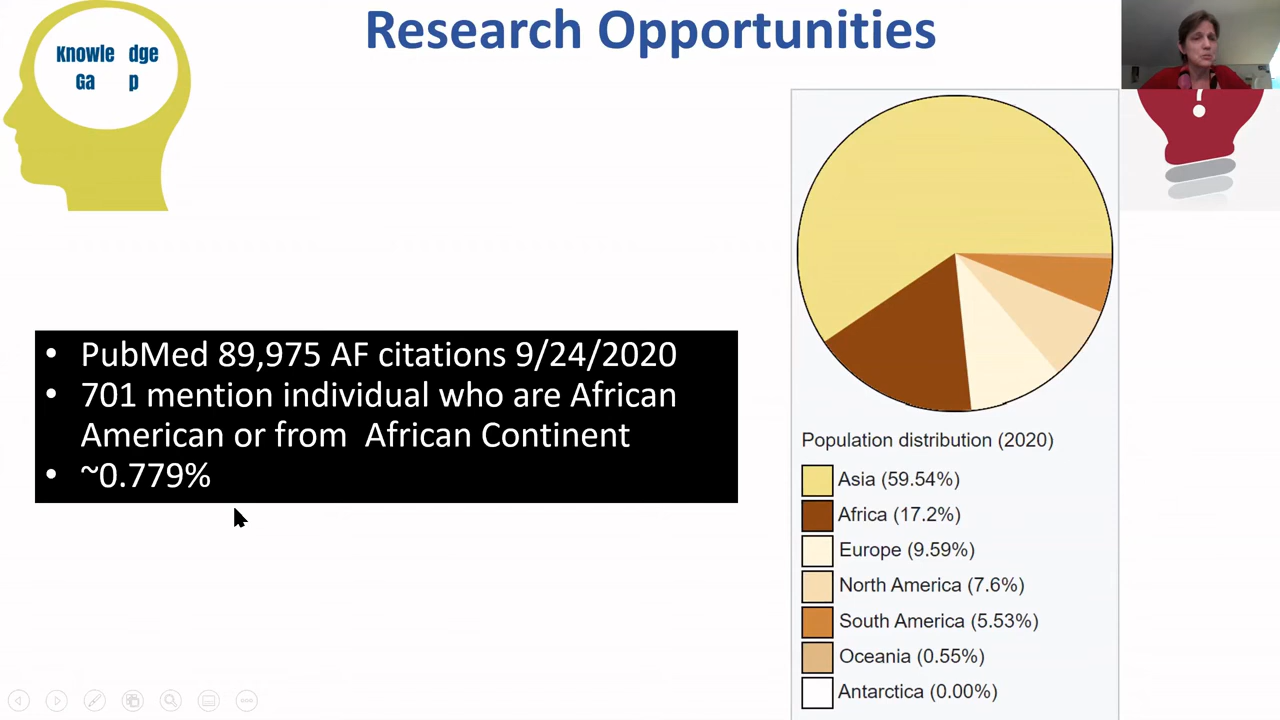 Research Opportunities
Knowle dge
Ga p
• PubMed 89,975 AF citations 9/24/2020
• 701 mention individual who are African
American or from African Continent
• ~0.779%
Population distribution (2020)
Asia (59.54%)
Africa (17.2%)
Europe (9.59%)
North America (7.6%)
South America (5.53%)
Oceania (0.55%)
Antarctica (0.00%)